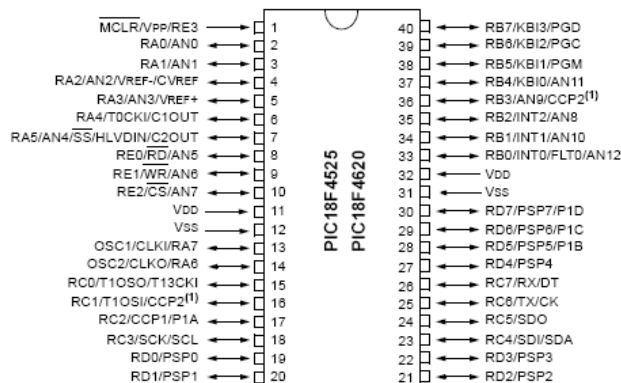 MCLR/VPP/RE3 1 40 RB7/KBI3/PGD
RA0/AN0 2 39 RB6/KBI2/PGC
RA1/AN1 3 38 RB5/KBI1/PGM
RA2/AN2/VREF-/CVREF 4 37 RB4/KBI0/AN11
RA3/AN3/VREF+ 5 36 RB3/AN9/CCP2(1)
RA4/T0CKI/C1OUT 6 35 RB2/INT2/AN8
RA5/AN4/SS/HLVDIN/C2OUT 7 34 RB1/INT1/AN10
RE0/RD/AN5 8 33 RB0/INT0/FLT0/AN12
RE1/WR/AN6 9 32 VDD
RE2/CS/AN7 10 31 VSS
VDD 11 30 RD7/PSP7/P1D
VSS 12 29 RD6/PSP6/P1C
OSC1/CLKI/RA7 13 28 RD5/PSP5/P1B
OSC2/CLKO/RA6 14 27 RD4/PSP4
RC0/T1OSO/T13CKI 15 26 RC7/RX/DT
RC1/T1OSI/CCP2(1) 16 25 RC6/TX/CK
RC2/CCP1/P1A 17 24 RC5/SDO
RC3/SCK/SCL 18 23 RC4/SDI/SDA
RD0/PSP0 19 22 RD3/PSP3
RD1/PSP1 20 21 RD2/PSP2
PIC18F4525
PIC18F4620